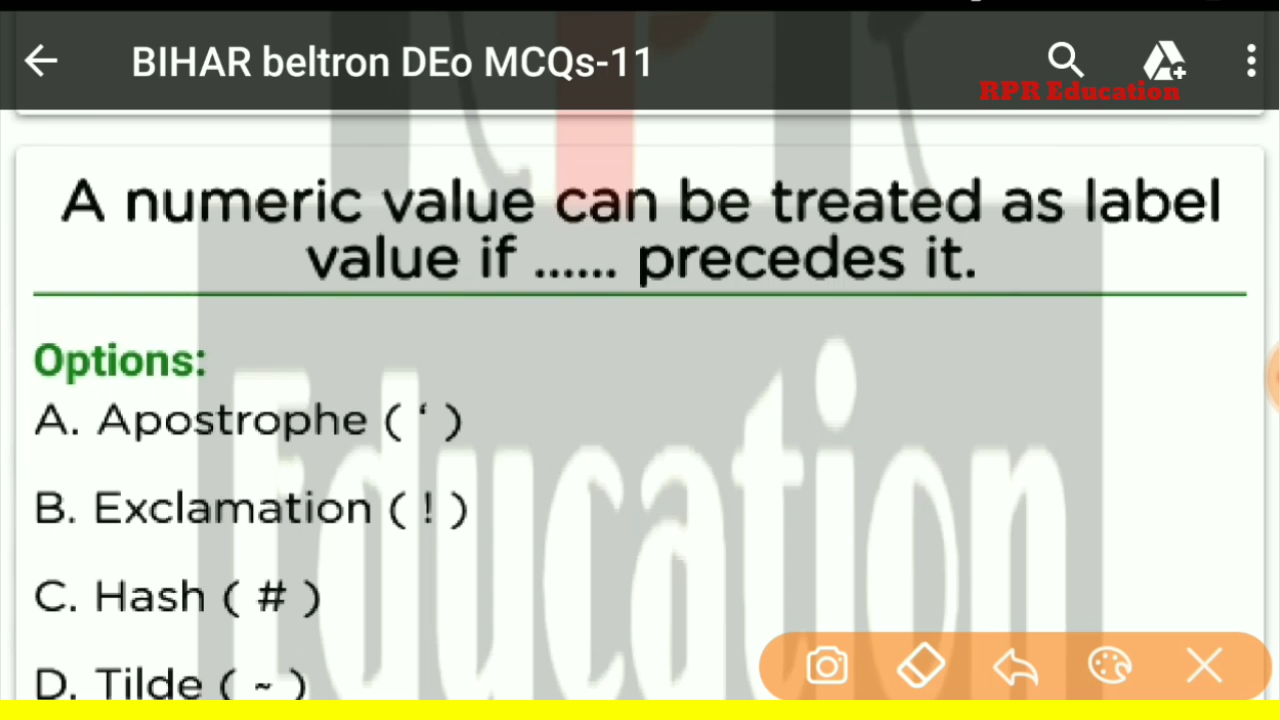 BIHAR beltron DEo MCQs-11
RPR Education
A numeric value can be treated as label
value if ...... precedes it.
Options:
A. Apostrophe ( ‘ )
B. Exclamation ( ! )
C. Hash ( # )
D. Tilde ( ~ )
Education